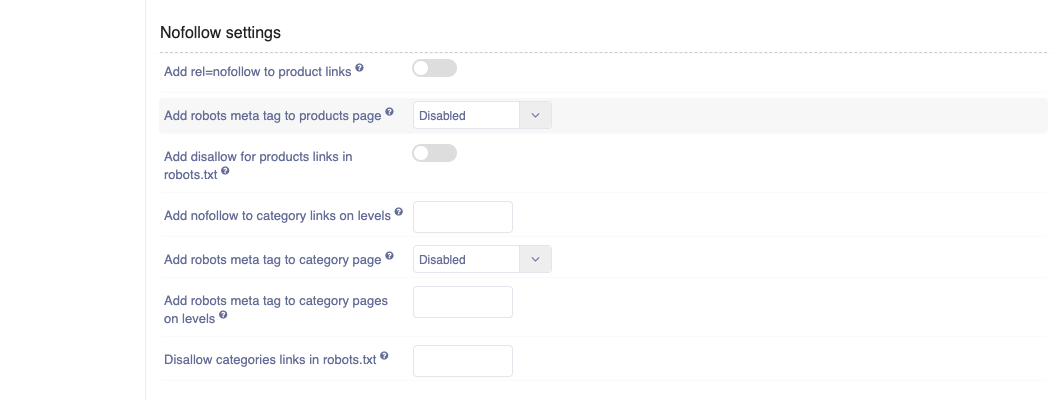 Nofollow settings
Add rel=nofollow to product links ?
Add robots meta tag to products page ? Disabled
Add disallow for products links in
robots.txt ?
Add nofollow to category links on levels ?
Add robots meta tag to category page ? Disabled
Add robots meta tag to category pages
on levels ?
Disallow categories links in robots.txt ?